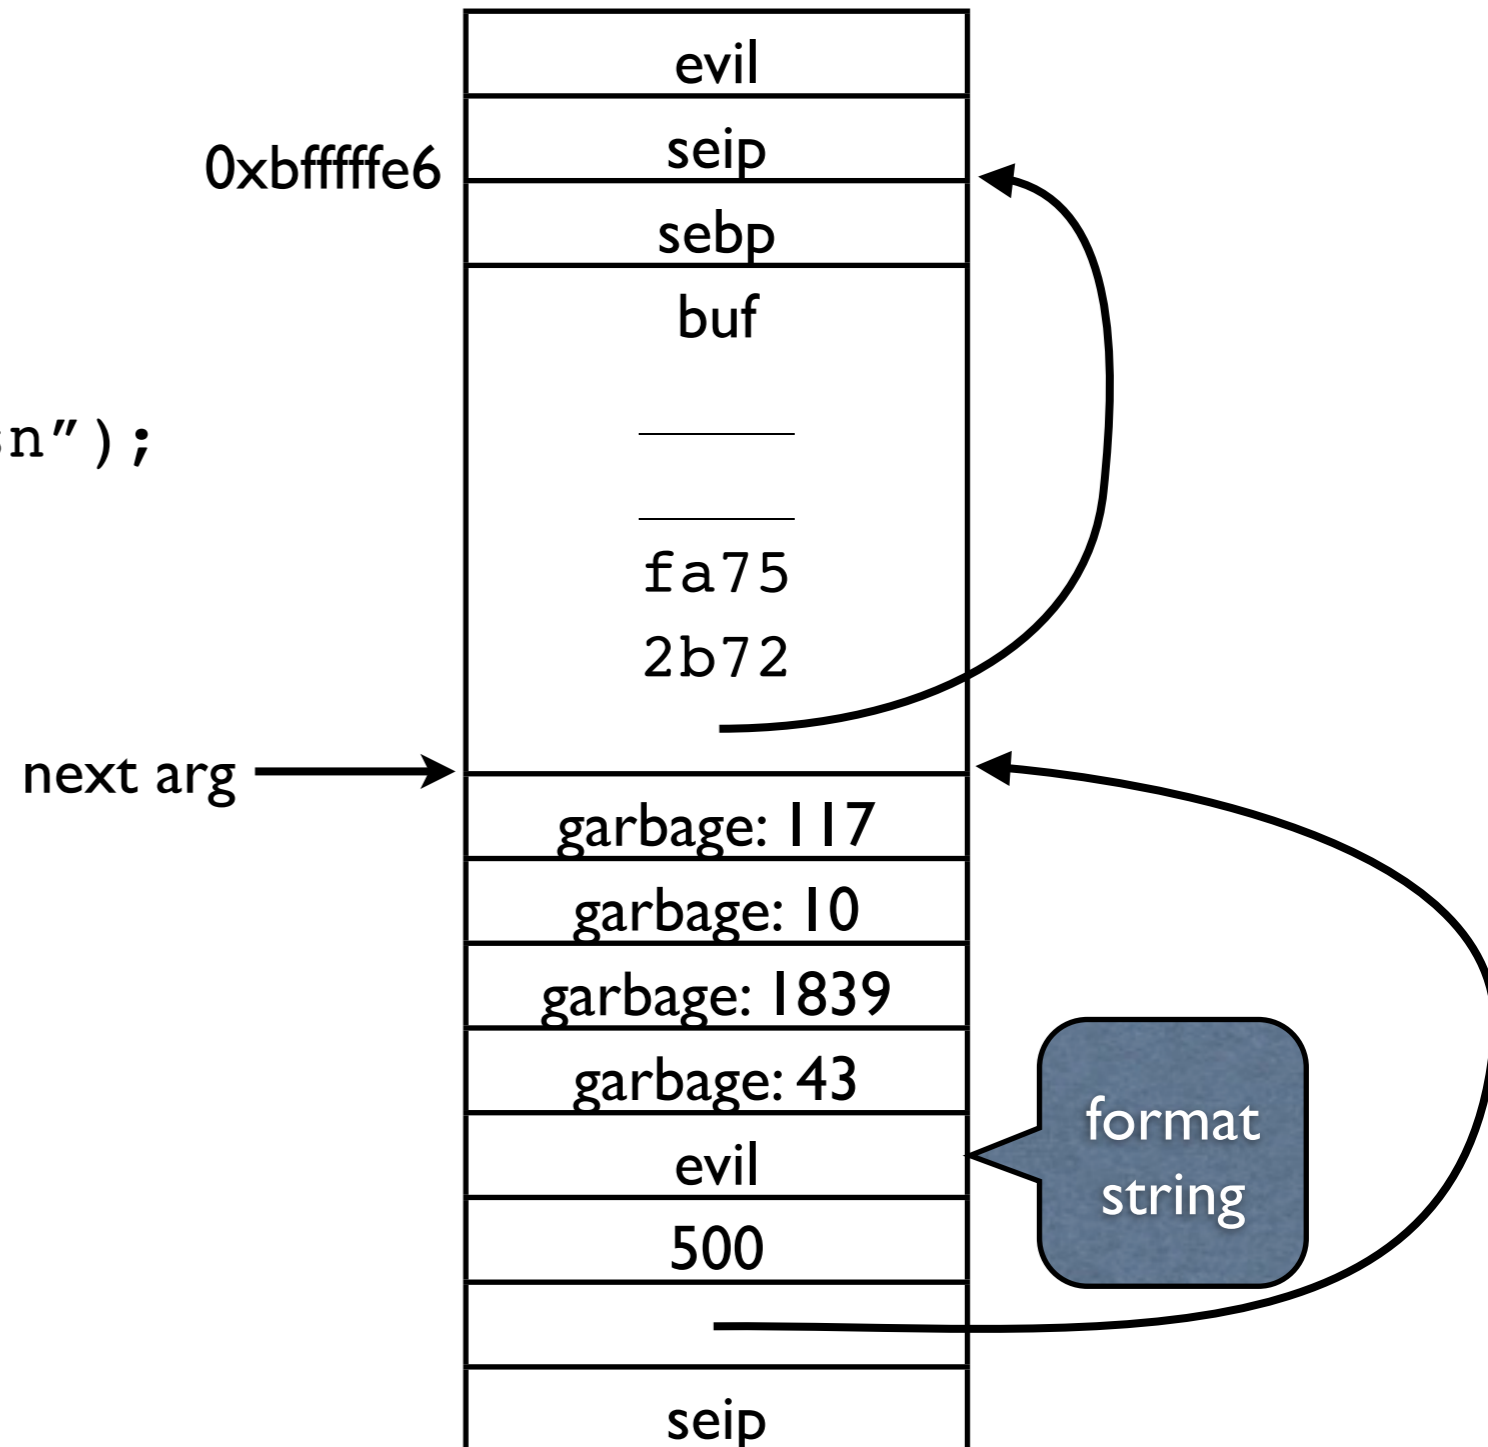 evil
0xbfffffe6
seip
sebp
buf
n”);
fa75
2b72
next arg
garbage: 117
garbage: 10
garbage: 1839
garbage: 43
evil
format
string
500
seip